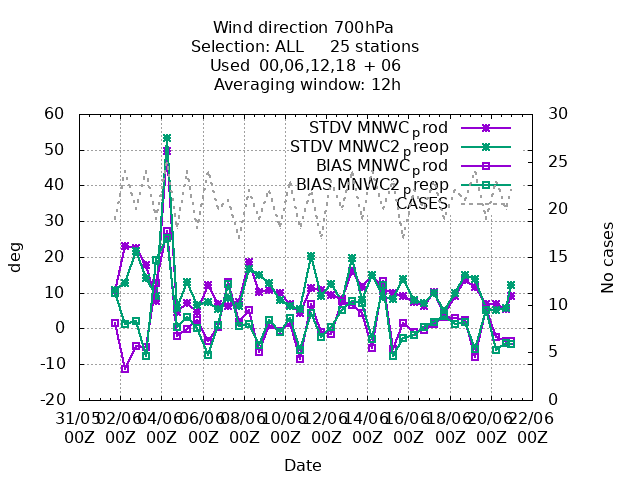 Wind direction 700hPa
Selection: ALL 25 stations
Used 00,06,12,18 + 06
Averaging window: 12h
60
50
40
30
20
10
0
-10
-20
30
25
20
15
10
5
0
STDV MNWCprod
STDV MNWC2preop
BIAS MNWCprod
BIAS MNWC2preop
CASES
deg
No cases
31/05 02/06 04/06 06/06 08/06 10/06 12/06 14/06 16/06 18/06 20/06 22/06
00Z 00Z 00Z 00Z 00Z 00Z 00Z 00Z 00Z 00Z 00Z 00Z
Date